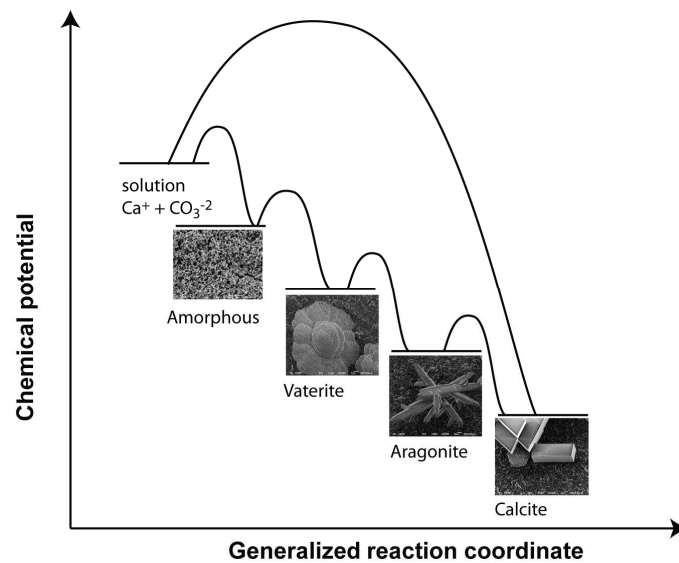 solution
Ca⁺ + CO₃⁻²
Amorphous
Vaterite
Aragonite
Calcite
Chemical potential
Generalized reaction coordinate